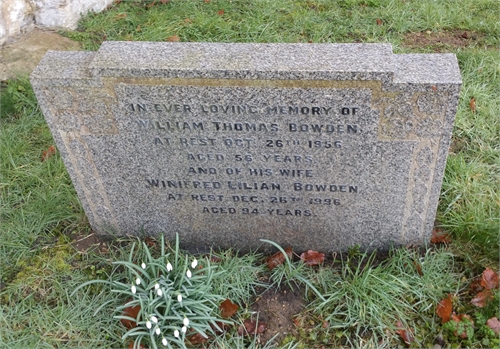 IN EVER LOVING MEMORY OF
WILLIAM THOMAS BOWDEN,
AT REST OCT. 26TH 1956
AGED 56 YEARS.
AND OF HIS WIFE
WINIFRED LILIAN BOWDEN
AT REST DEC. 26TH 1996
AGED 94 YEARS.